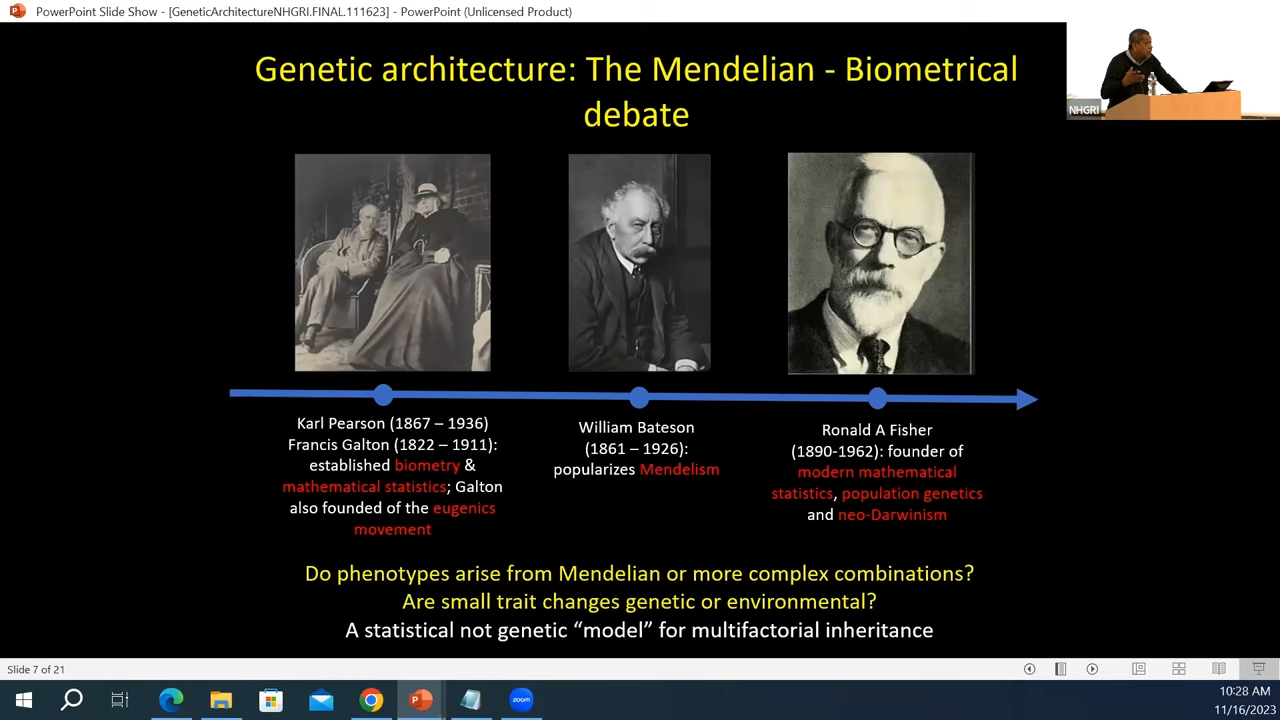 PowerPoint Slide Show - [GeneticArchitectureNHGRI.FINAL.111623] - PowerPoint (Unlicensed Product)
Genetic architecture: The Mendelian - Biometrical
debate
NHGRI
Karl Pearson (1867 – 1936)
Francis Galton (1822 – 1911):
established biometry &
mathematical statistics; Galton
also founded of the eugenics
movement
William Bateson
(1861 – 1926):
popularizes Mendelism
Ronald A Fisher
(1890-1962): founder of
modern mathematical
statistics, population genetics
and neo-Darwinism
Do phenotypes arise from Mendelian or more complex combinations?
Are small trait changes genetic or environmental?
A statistical not genetic “model” for multifactorial inheritance
Slide 7 of 21
zoom
10:28 AM
11/16/2023